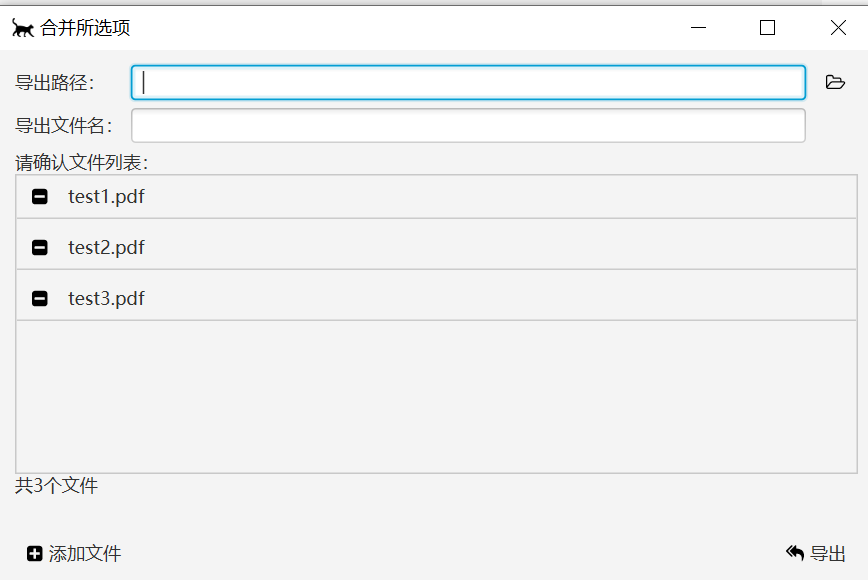 合并所选项
导出路径：
导出文件名：
请确认文件列表：
test1.pdf
test2.pdf
test3.pdf
共3个文件
添加文件
导出